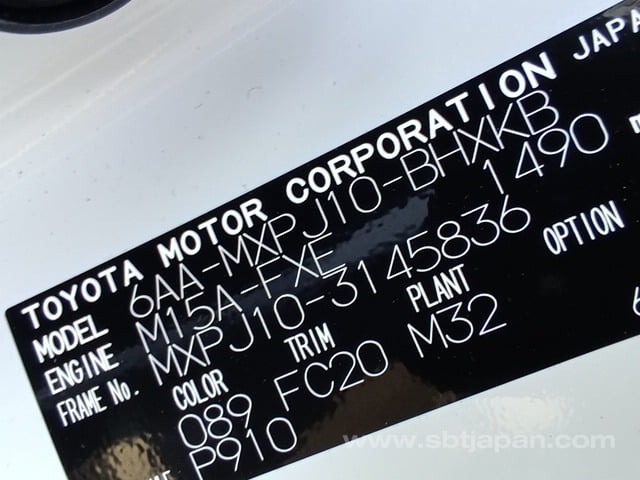 TOYOTA MOTOR CORPORATION JAPA
MODEL 6AA-MXPJ10-BHXKB
ENGINE M15A-FXE 1490
FRAME No. MXPJ10-3145836
COLOR TRIM PLANT OPTION
089 FC20 M32
P910
www.sbtjapan.com